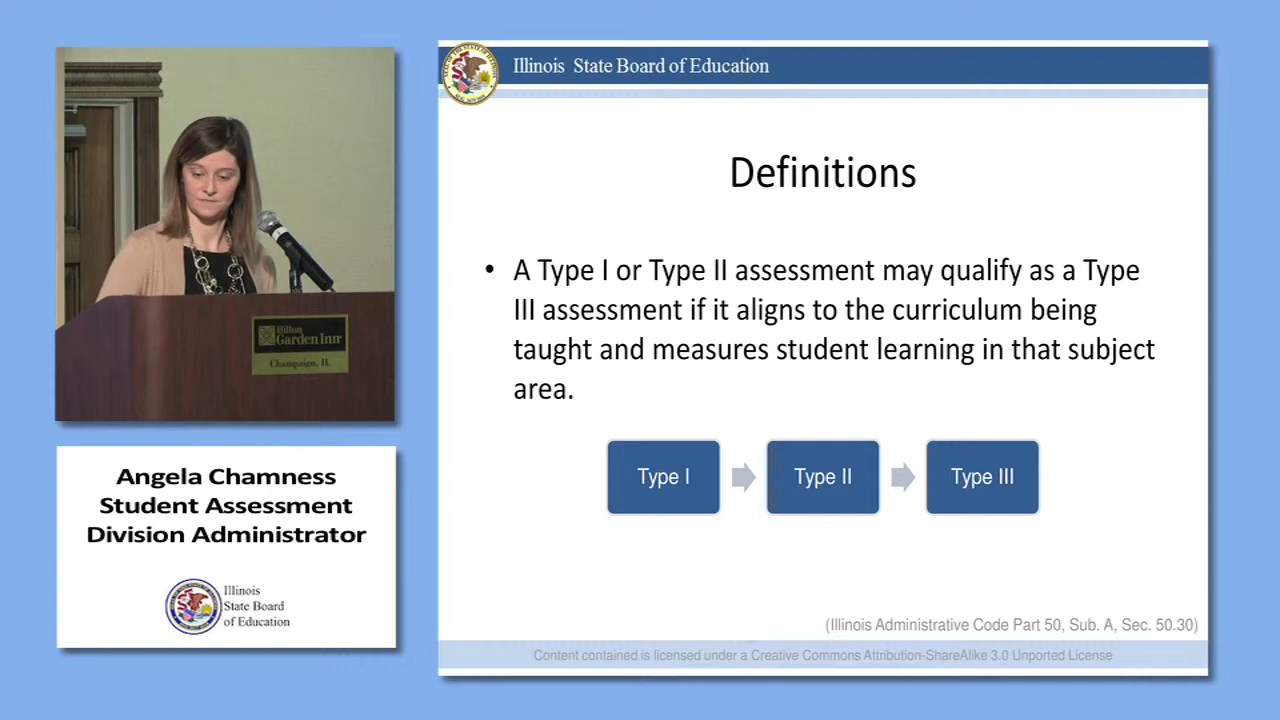 Illinois State Board of Education
Definitions
• A Type I or Type II assessment may qualify as a Type
III assessment if it aligns to the curriculum being
taught and measures student learning in that subject
area.
Type I
Type II
Type III
(Illinois Administrative Code Part 50, Sub. A, Sec. 50.30)
Content contained is licensed under a Creative Commons Attribution-ShareAlike 3.0 Unported License
Hilton
Garden Inn
Champaign, IL
Angela Chamness
Student Assessment
Division Administrator
Illinois
State Board
of Education